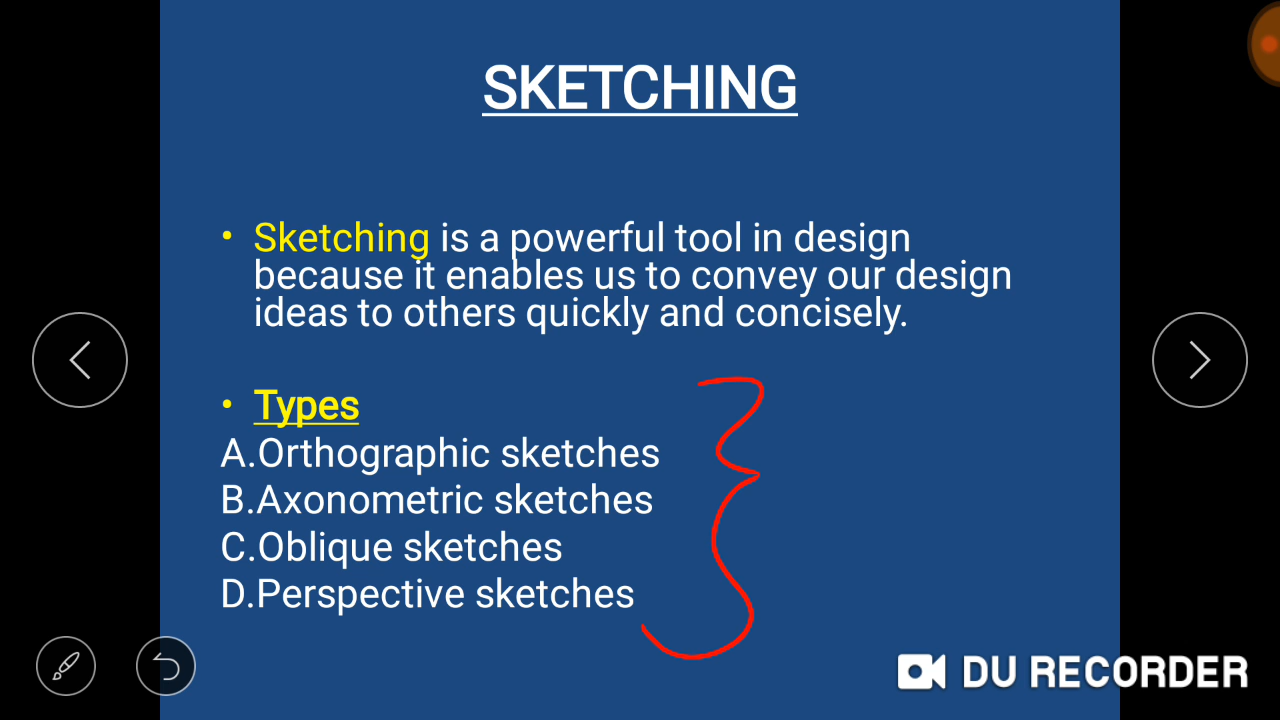 SKETCHING
• Sketching is a powerful tool in design
because it enables us to convey our design
ideas to others quickly and concisely.
• Types
A.Orthographic sketches
B.Axonometric sketches
C.Oblique sketches
D.Perspective sketches
DU RECORDER